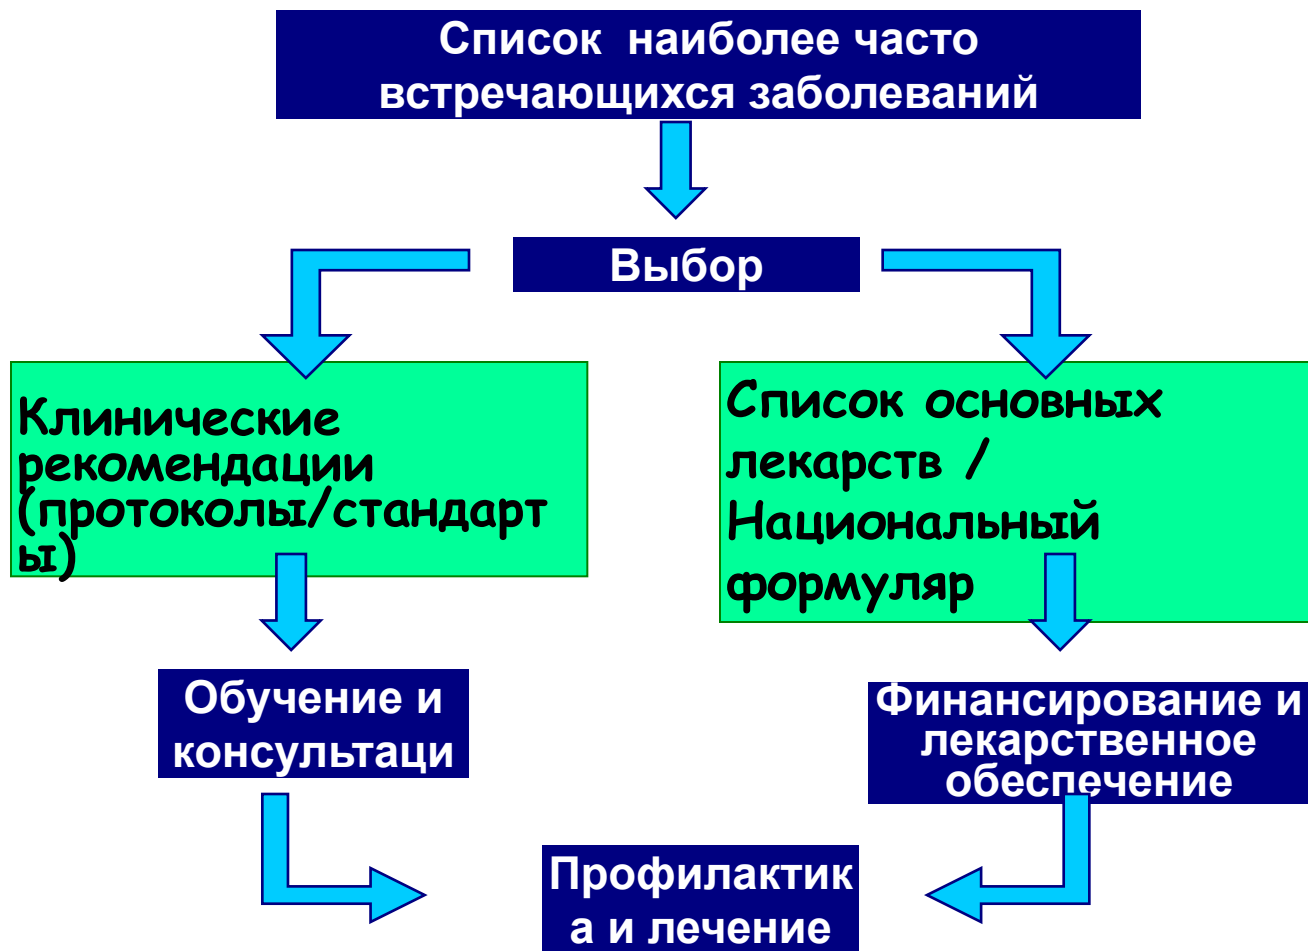 Список наиболее часто
встречающихся заболеваний
Выбор
Клинические
рекомендации
(протоколы/стандарт
ы)
Список основных
лекарств /
Национальный
формуляр
Обучение и
консультаци
Финансирование и
лекарственное
обеспечение
Профилактик
а и лечение